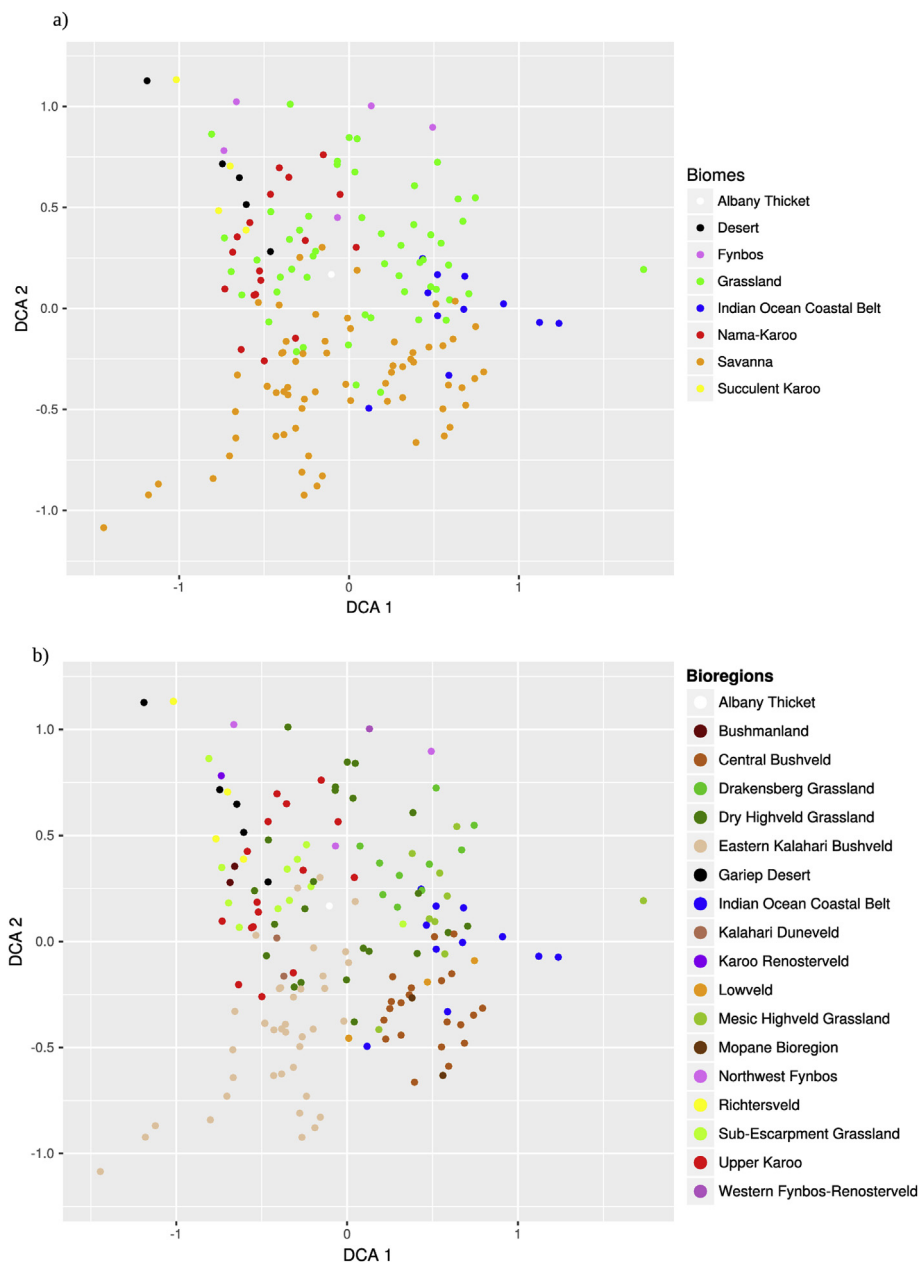 a)
1.0
0.5
0.0
-0.5
-1.0
DCA 2
-1
0
1
DCA 1
Biomes
Albany Thicket
Desert
Fynbos
Grassland
Indian Ocean Coastal Belt
Nama-Karoo
Savanna
Succulent Karoo
b)
1.0
0.5
0.0
-0.5
-1.0
DCA 2
-1
0
1
DCA 1
Bioregions
Albany Thicket
Bushmanland
Central Bushveld
Drakensberg Grassland
Dry Highveld Grassland
Eastern Kalahari Bushveld
Gariep Desert
Indian Ocean Coastal Belt
Kalahari Duneveld
Karoo Renosterveld
Lowveld
Mesic Highveld Grassland
Mopane Bioregion
Northwest Fynbos
Richtersveld
Sub-Escarpment Grassland
Upper Karoo
Western Fynbos-Renosterveld